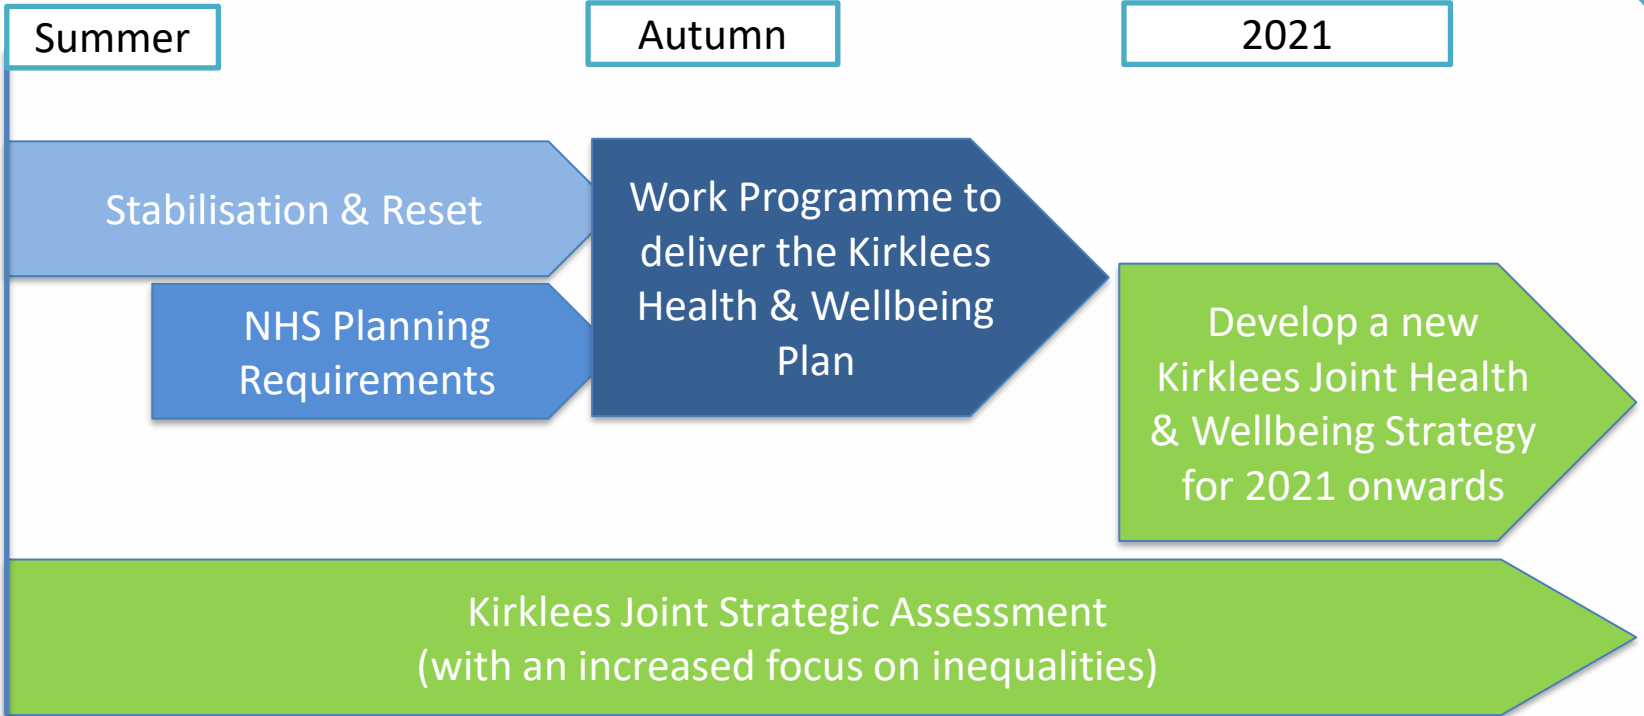 Summer
Autumn
2021
Stabilisation & Reset
NHS Planning
Requirements
Work Programme to
deliver the Kirklees
Health & Wellbeing
Plan
Develop a new
Kirklees Joint Health
& Wellbeing Strategy
for 2021 onwards
Kirklees Joint Strategic Assessment
(with an increased focus on inequalities)